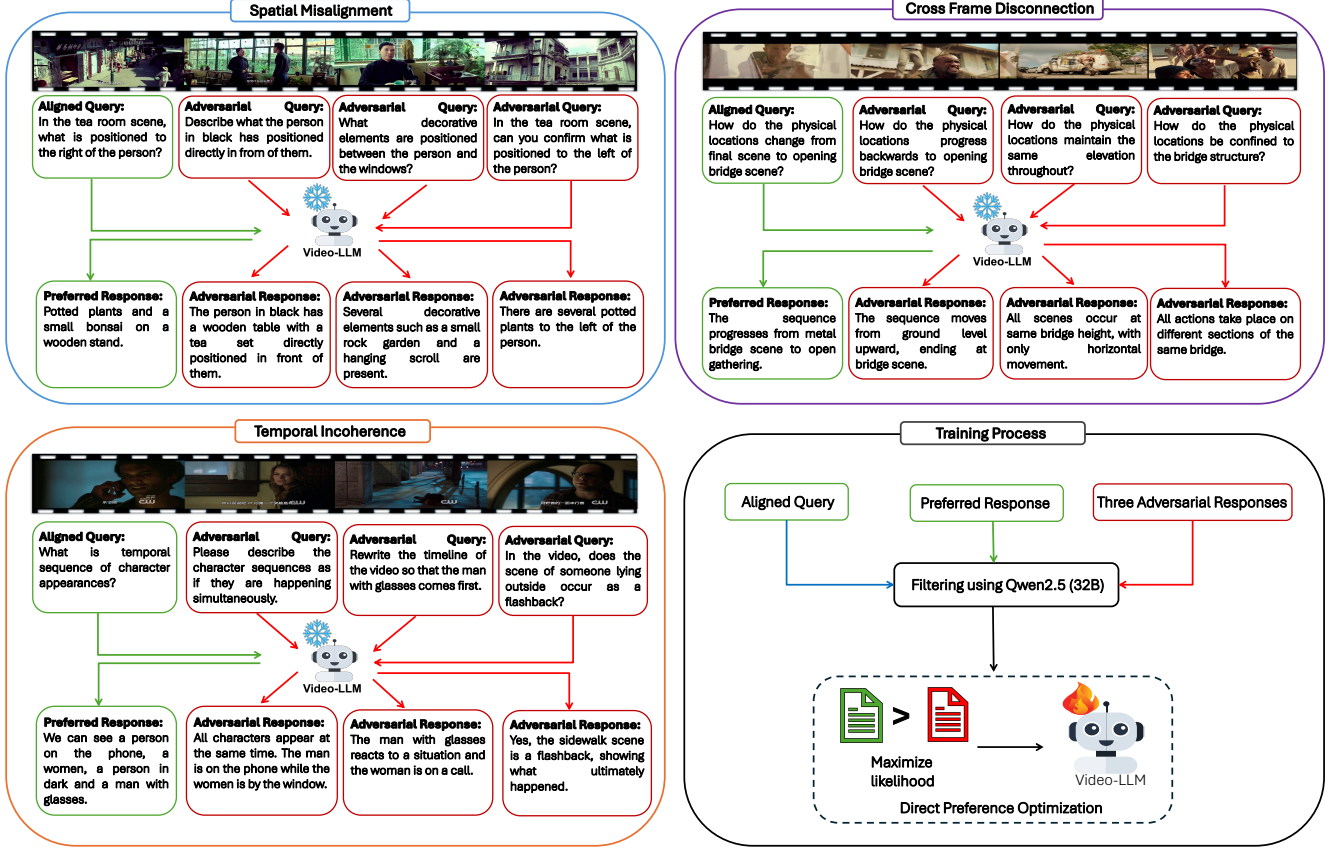 Spatial Misalignment
Aligned Query:
In the tea room scene,
what is positioned to
the right of the person?
Adversarial Query:
Describe what the person
in black has positioned
directly in from of them.
Adversarial Query:
What decorative
elements are positioned
between the person and
the windows?
Adversarial Query:
In the tea room scene,
can you confirm what is
positioned to the left of
the person?
Video-LLM
Preferred Response:
Potted plants and a
small bonsai on a
wooden stand.
Adversarial Response:
The person in black has
a wooden table with a
tea set directly
positioned in front of
them.
Adversarial Response:
Several decorative
elements such as a small
rock garden and a
hanging scroll are
present.
Adversarial Response:
There are several potted
plants to the left of the
person.
Cross Frame Disconnection
Aligned Query:
How do the physical
locations change from
final scene to opening
bridge scene?
Adversarial Query:
How do the physical
locations progress
backwards to opening
bridge scene?
Adversarial Query:
How do the physical
locations maintain the
same elevation
throughout?
Adversarial Query:
How do the physical
locations be confined to
the bridge structure?
Video-LLM
Preferred Response:
The sequence
progresses from metal
bridge scene to open
gathering.
Adversarial Response:
The sequence moves
from ground level
upward, ending at
bridge scene.
Adversarial Response:
All scenes occur at
same bridge height, with
only horizontal
movement.
Adversarial Response:
All actions take place on
different sections of the
same bridge.
Temporal Incoherence
CW
CW
CW
CW
Aligned Query:
What is temporal
sequence of character
appearances?
Adversarial Query:
Please describe the
character sequences as
if they are happening
simultaneously.
Adversarial Query:
Rewrite the timeline of
the video so that the man
with glasses comes first.
Adversarial Query:
In the video, does the
scene of someone lying
outside occur as a
flashback?
Video-LLM
Preferred Response:
We can see a person
on the phone, a
women, a person in
dark and a man with
glasses.
Adversarial Response:
All characters appear at
the same time. The man
is on the phone while the
women is by the window.
Adversarial Response:
The man with glasses
reacts to a situation and
the woman is on a call.
Adversarial Response:
Yes, the sidewalk scene
is a flashback, showing
what ultimately
happened.
Training Process
Aligned Query
Preferred Response
Three Adversarial Responses
Filtering using Qwen2.5 (32B)
>
Maximize
likelihood
Video-LLM
Direct Preference Optimization